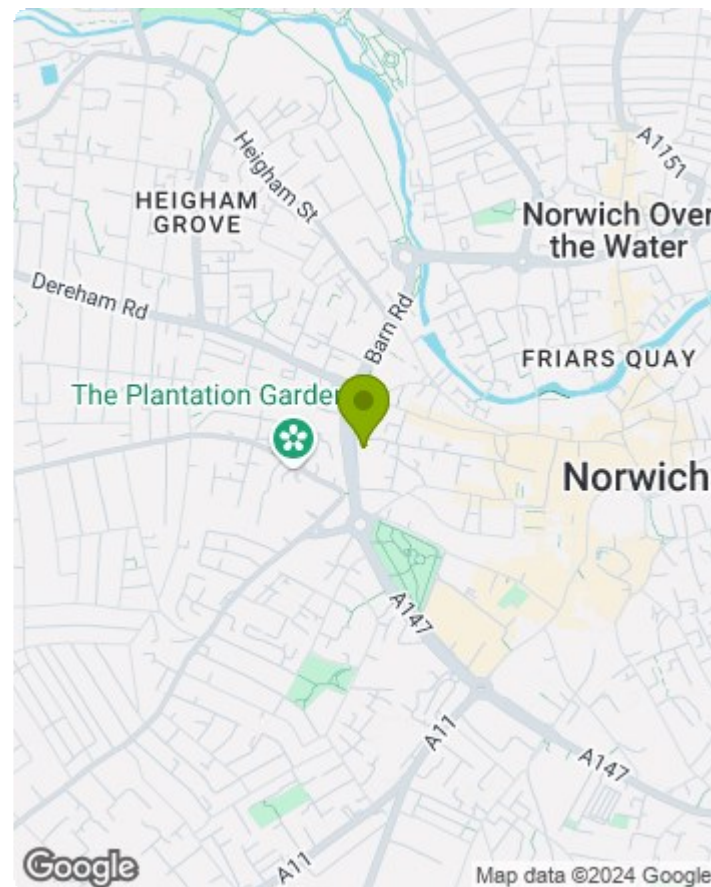 A1751
Heigham St
HEIGHAM
GROVE
Norwich Over
the Water
Dereham Rd
Barn Rd
FRIARS QUAY
The Plantation Garden
Norwich
A147
A11
A147
A11
Google
Map data ©2024 Google